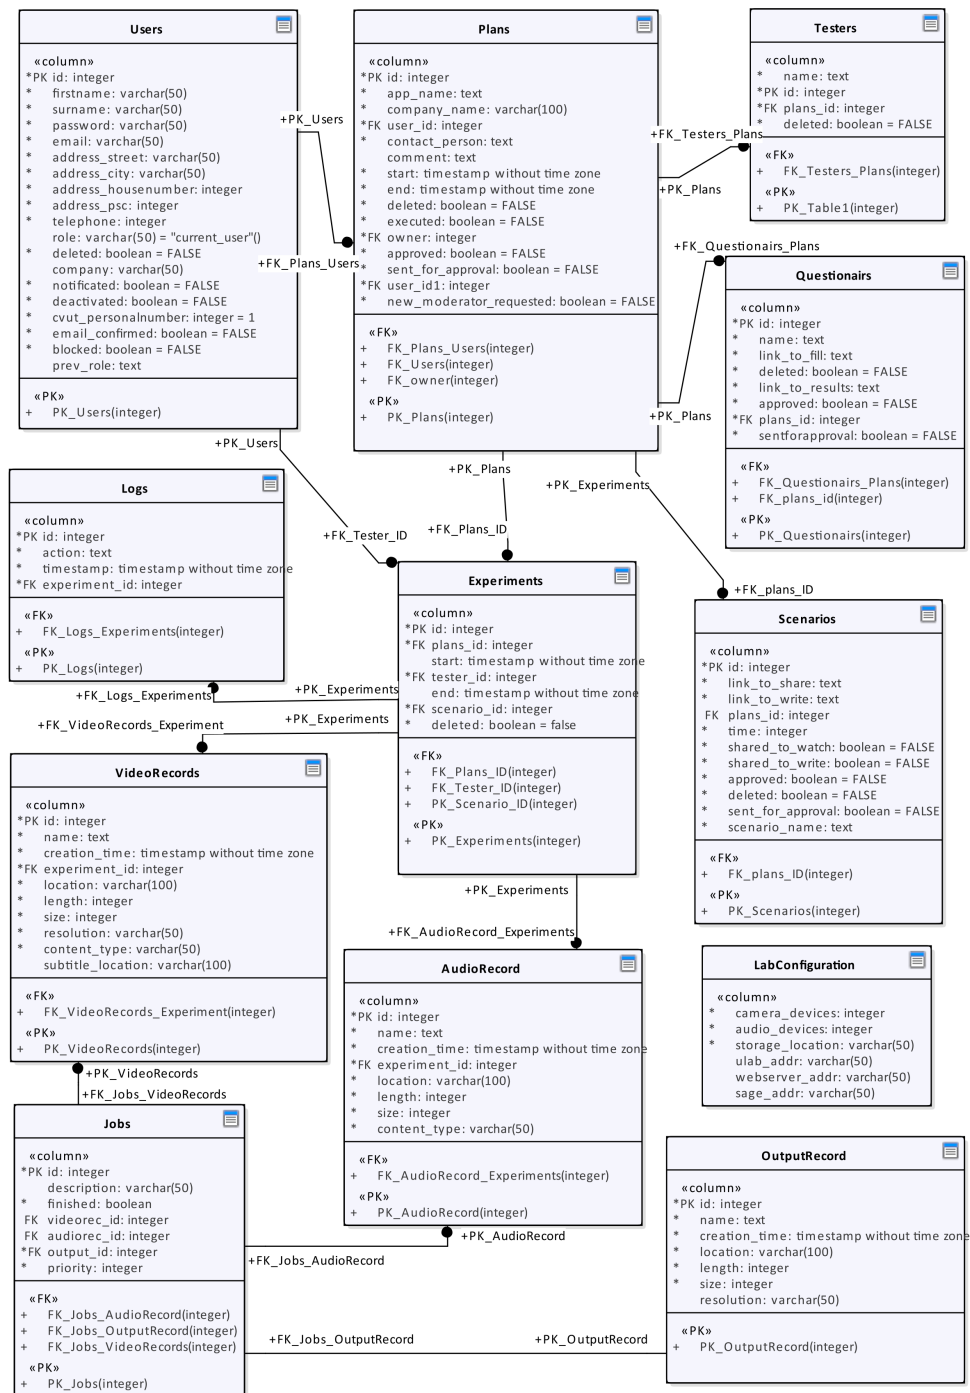 Users
«column»
*PK id: integer
* firstname: varchar(50)
* surname: varchar(50)
* password: varchar(50)
* email: varchar(50)
* address_street: varchar(50)
* address_city: varchar(50)
* address_housenumber: integer
* address_psc: integer
* telephone: integer
role: varchar(50) = "current_user"()
* deleted: boolean = FALSE
company: varchar(50)
* notificated: boolean = FALSE
* deactivated: boolean = FALSE
* cvut_personalnumber: integer = 1
* email_confirmed: boolean = FALSE
* blocked: boolean = FALSE
prev_role: text
«PK»
+ PK_Users(integer)
+PK_Users
+FK_Plans_Users
Plans
«column»
*PK id: integer
* app_name: text
* company_name: varchar(100)
*FK user_id: integer
* contact_person: text
comment: text
* start: timestamp without time zone
* end: timestamp without time zone
* deleted: boolean = FALSE
* executed: boolean = FALSE
*FK owner: integer
* approved: boolean = FALSE
* sent_for_approval: boolean = FALSE
*FK user_id1: integer
* new_moderator_requested: boolean = FALSE
«FK»
+ FK_Plans_Users(integer)
+ FK_Users(integer)
+ FK_owner(integer)
«PK»
+ PK_Plans(integer)
+FK_Testers_Plans
+PK_Plans
Testers
«column»
* name: text
*PK id: integer
*FK plans_id: integer
* deleted: boolean = FALSE
«FK»
+ FK_Testers_Plans(integer)
«PK»
+ PK_Table1(integer)
+FK_Questionairs_Plans
+PK_Plans
Questionairs
«column»
*PK id: integer
* name: text
* link_to_fill: text
* deleted: boolean = FALSE
* link_to_results: text
* approved: boolean = FALSE
*FK plans_id: integer
* sentforapproval: boolean = FALSE
«FK»
+ FK_Questionairs_Plans(integer)
+ FK_plans_id(integer)
«PK»
+ PK_Questionairs(integer)
+PK_Users
+FK_Tester_ID
+PK_Plans
+FK_Plans_ID
+PK_Experiments
+FK_plans_ID
Logs
«column»
*PK id: integer
* action: text
* timestamp: timestamp without time zone
*FK experiment_id: integer
«FK»
+ FK_Logs_Experiments(integer)
«PK»
+ PK_Logs(integer)
+FK_Logs_Experiments
+PK_Experiments
+FK_VideoRecords_Experiment
+PK_Experiments
Experiments
«column»
*PK id: integer
*FK plans_id: integer
start: timestamp without time zone
*FK tester_id: integer
end: timestamp without time zone
*FK scenario_id: integer
* deleted: boolean = false
«FK»
+ FK_Plans_ID(integer)
+ FK_Tester_ID(integer)
+ PK_Scenario_ID(integer)
«PK»
+ PK_Experiments(integer)
+PK_Experiments
+FK_AudioRecord_Experiments
Scenarios
«column»
*PK id: integer
* link_to_share: text
* link_to_write: text
FK plans_id: integer
* time: integer
* shared_to_watch: boolean = FALSE
* shared_to_write: boolean = FALSE
* approved: boolean = FALSE
* deleted: boolean = FALSE
* sent_for_approval: boolean = FALSE
* scenario_name: text
«FK»
+ FK_plans_ID(integer)
«PK»
+ PK_Scenarios(integer)
VideoRecords
«column»
*PK id: integer
* name: text
* creation_time: timestamp without time zone
*FK experiment_id: integer
* location: varchar(100)
* length: integer
* size: integer
* resolution: varchar(50)
* content_type: varchar(50)
subtitle_location: varchar(100)
«FK»
+ FK_VideoRecords_Experiment(integer)
«PK»
+ PK_VideoRecords(integer)
+PK_VideoRecords
+FK_Jobs_VideoRecords
AudioRecord
«column»
*PK id: integer
* name: text
* creation_time: timestamp without time zone
*FK experiment_id: integer
* location: varchar(100)
* length: integer
* size: integer
* content_type: varchar(50)
«FK»
+ FK_AudioRecord_Experiments(integer)
«PK»
+ PK_AudioRecord(integer)
+PK_AudioRecord
+FK_Jobs_AudioRecord
LabConfiguration
«column»
* camera_devices: integer
* audio_devices: integer
* storage_location: varchar(50)
ulab_addr: varchar(50)
webserver_addr: varchar(50)
sage_addr: varchar(50)
Jobs
«column»
*PK id: integer
description: varchar(50)
* finished: boolean
FK videorec_id: integer
FK audiorec_id: integer
*FK output_id: integer
* priority: integer
«FK»
+ FK_Jobs_AudioRecord(integer)
+ FK_Jobs_OutputRecord(integer)
+ FK_Jobs_VideoRecords(integer)
«PK»
+ PK_Jobs(integer)
+FK_Jobs_OutputRecord
+PK_OutputRecord
OutputRecord
«column»
*PK id: integer
* name: text
* creation_time: timestamp without time zone
* location: varchar(100)
* length: integer
* size: integer
resolution: varchar(50)
«PK»
+ PK_OutputRecord(integer)